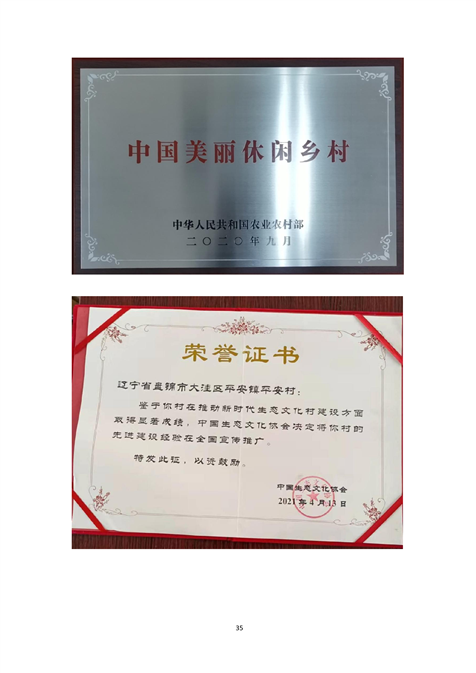 中国美丽休闲乡村
中华人民共和国农业农村部
二〇二〇年九月
荣誉证书
辽宁省盘锦市大洼区平安镇平安村：
鉴于你村在推动新时代生态文化村建设方面
取得显著成绩，中国生态文化协会决定将你村的
先进建设经验在全国宣传推广。
特发此证，以资鼓励。
中国生态文化协会
2021年4月13日
35